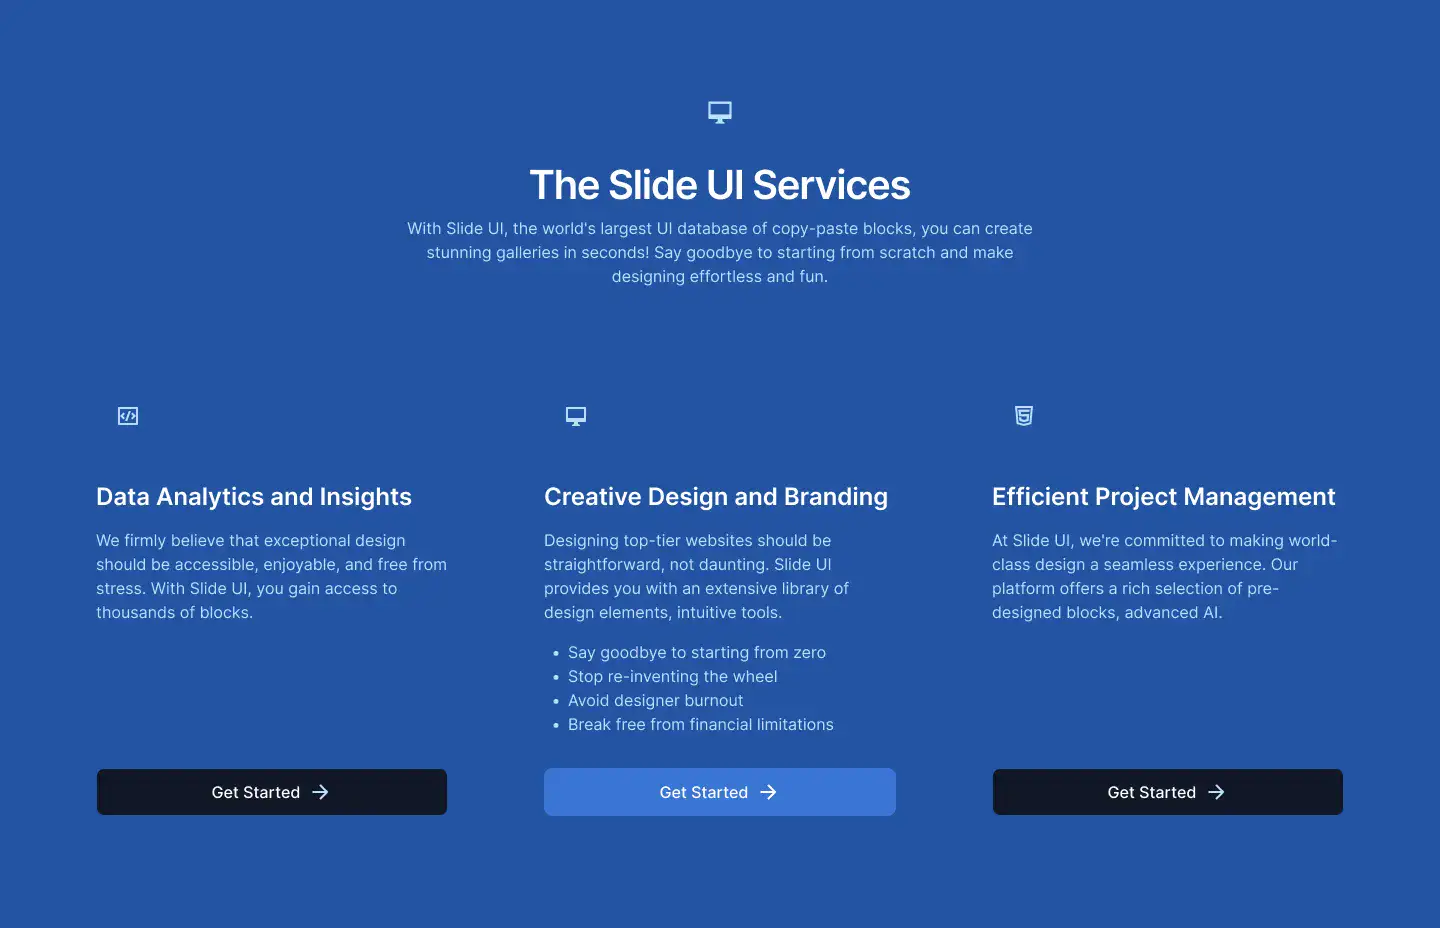 The Slide UI Services
With Slide UI, the world's largest UI database of copy-paste blocks, you can create
stunning galleries in seconds! Say goodbye to starting from scratch and make
designing effortless and fun.
Data Analytics and Insights
We firmly believe that exceptional design
should be accessible, enjoyable, and free from
stress. With Slide UI, you gain access to
thousands of blocks.
Get Started
Creative Design and Branding
Designing top-tier websites should be
straightforward, not daunting. Slide UI
provides you with an extensive library of
design elements, intuitive tools.
• Say goodbye to starting from zero
• Stop re-inventing the wheel
• Avoid designer burnout
• Break free from financial limitations
Get Started
Efficient Project Management
At Slide UI, we're committed to making world-
class design a seamless experience. Our
platform offers a rich selection of pre-
designed blocks, advanced AI.
Get Started